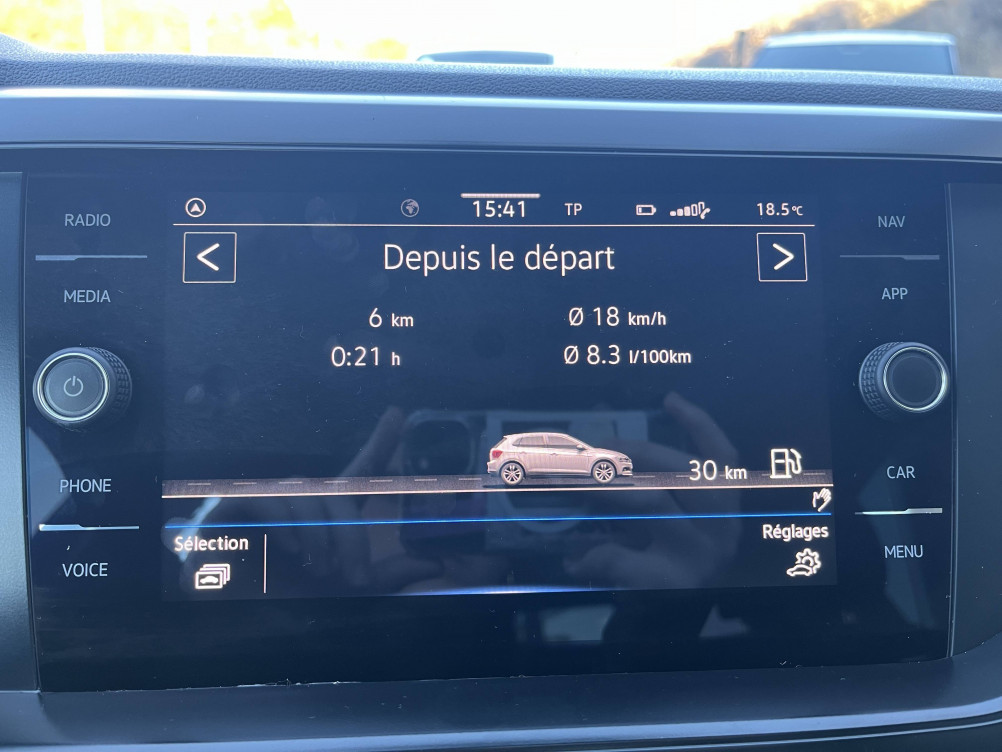 RADIO
MEDIA
PHONE
VOICE
15:41 TP 18.5°C
< Depuis le départ >
6 km Ø 18 km/h
0:21 h Ø 8.3 l/100km
30 km
Sélection
Réglages
NAV
APP
CAR
MENU